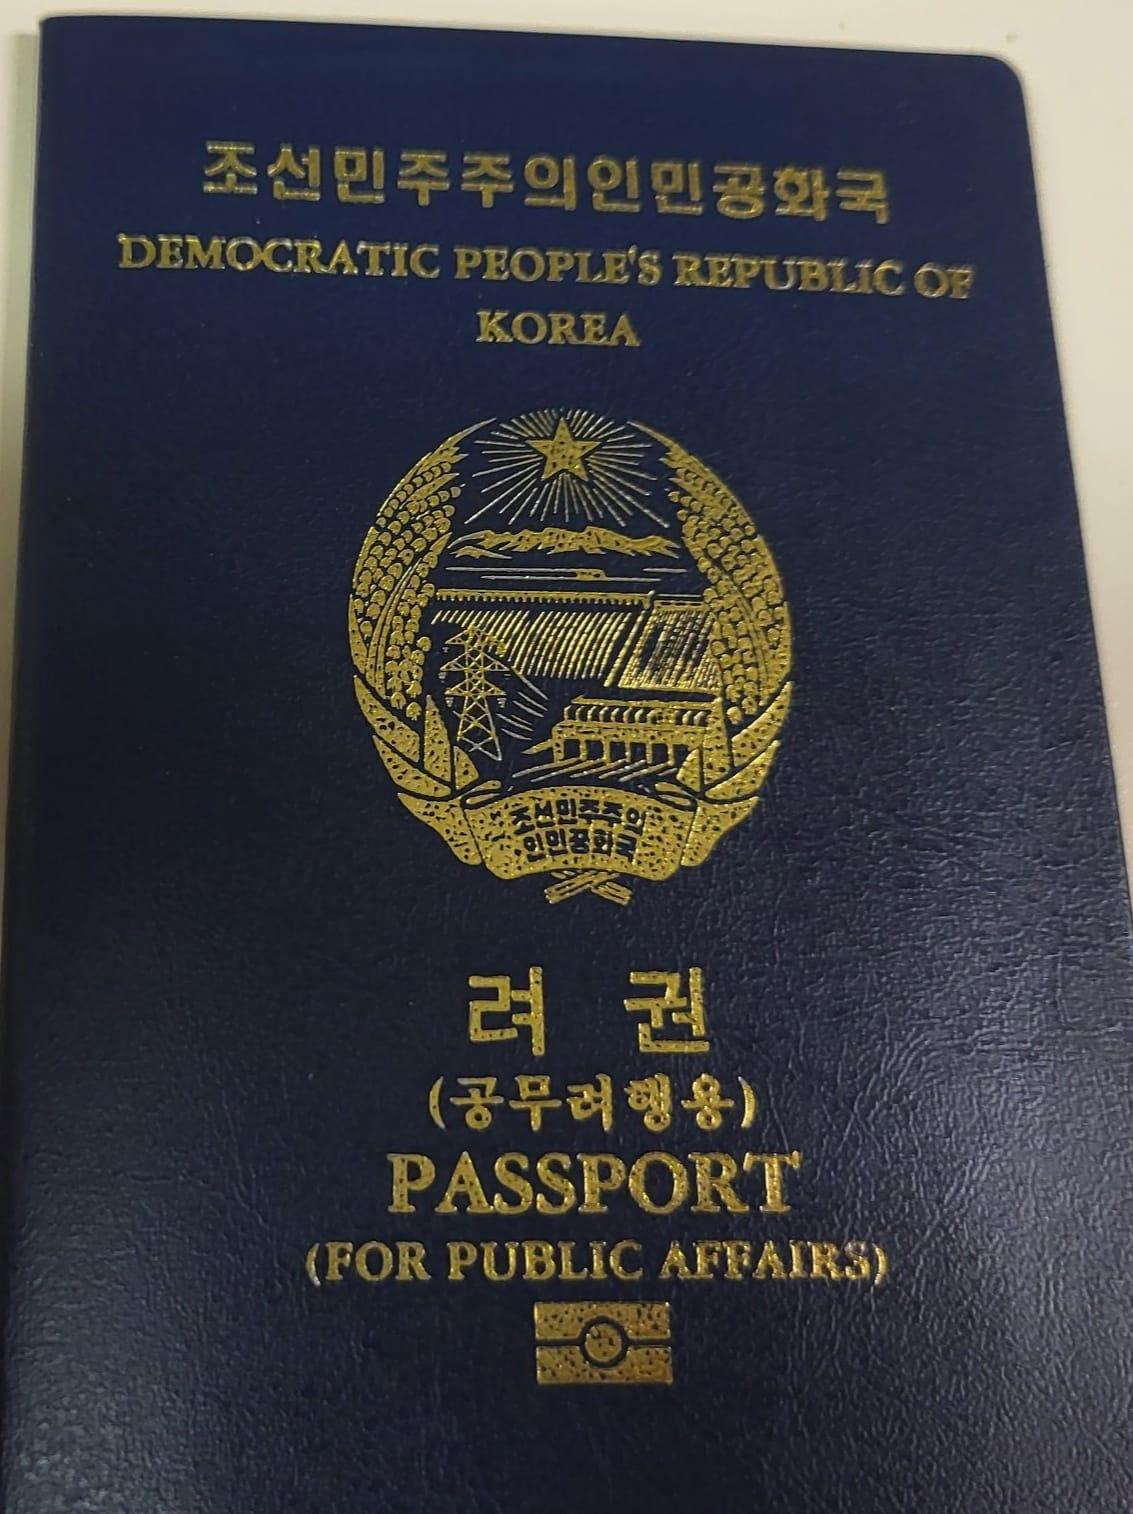 조선민주주의인민공화국
DEMOCRATIC PEOPLE'S REPUBLIC OF
KOREA
조선민주주의
인민공화국
려 권
(공무려행용)
PASSPORT
(FOR PUBLIC AFFAIRS)